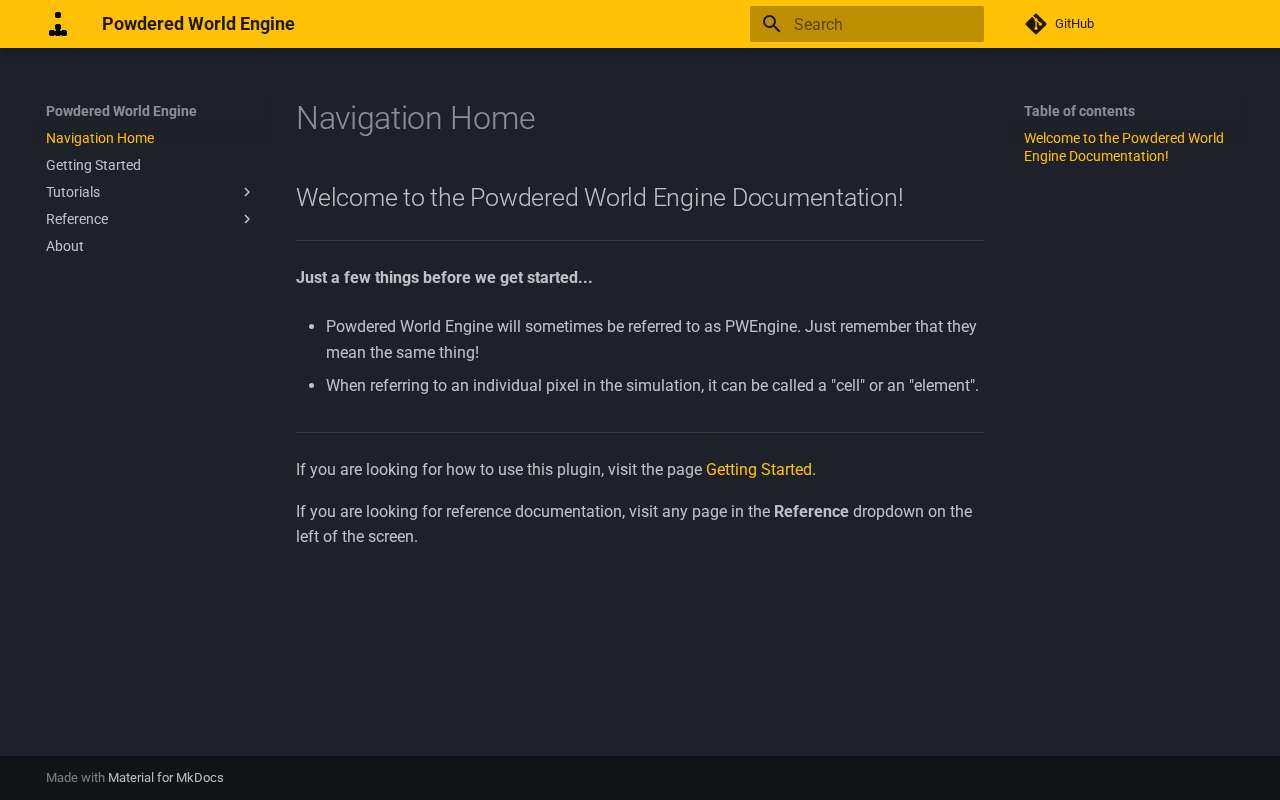 Powdered World Engine
Search
GitHub
Powdered World Engine
Navigation Home
Getting Started
Tutorials
Reference
About
Navigation Home
Welcome to the Powdered World Engine Documentation!
Just a few things before we get started...
Powdered World Engine will sometimes be referred to as PWEngine. Just remember that they
mean the same thing!
When referring to an individual pixel in the simulation, it can be called a "cell" or an "element".
If you are looking for how to use this plugin, visit the page Getting Started.
If you are looking for reference documentation, visit any page in the Reference dropdown on the
left of the screen.
Table of contents
Welcome to the Powdered World
Engine Documentation!
Made with Material for MkDocs